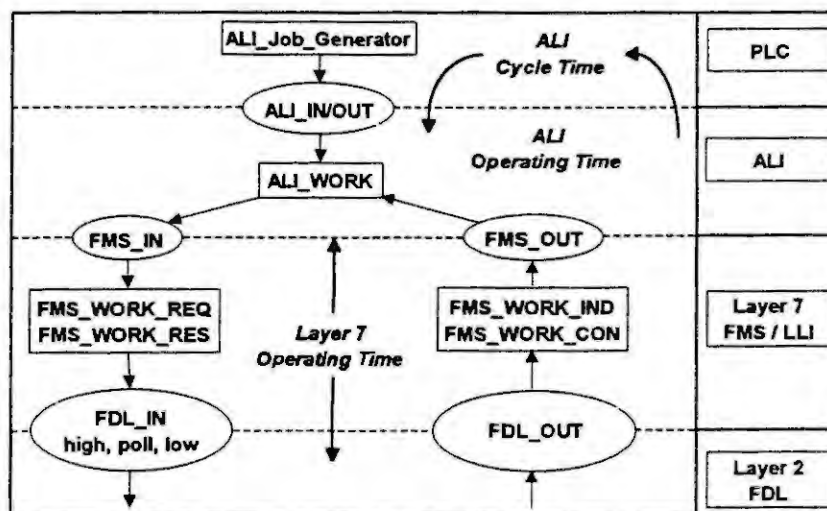 ALI_Job_Generator
ALI
Cycle Time
PLC
ALI_IN/OUT
ALI
Operating Time
ALI
ALI_WORK
FMS_IN
FMS_OUT
FMS_WORK_REQ
FMS_WORK_RES
Layer 7
Operating Time
FMS_WORK_IND
FMS_WORK_CON
Layer 7
FMS / LLI
FDL_IN
high, poll, low
FDL_OUT
Layer 2
FDL